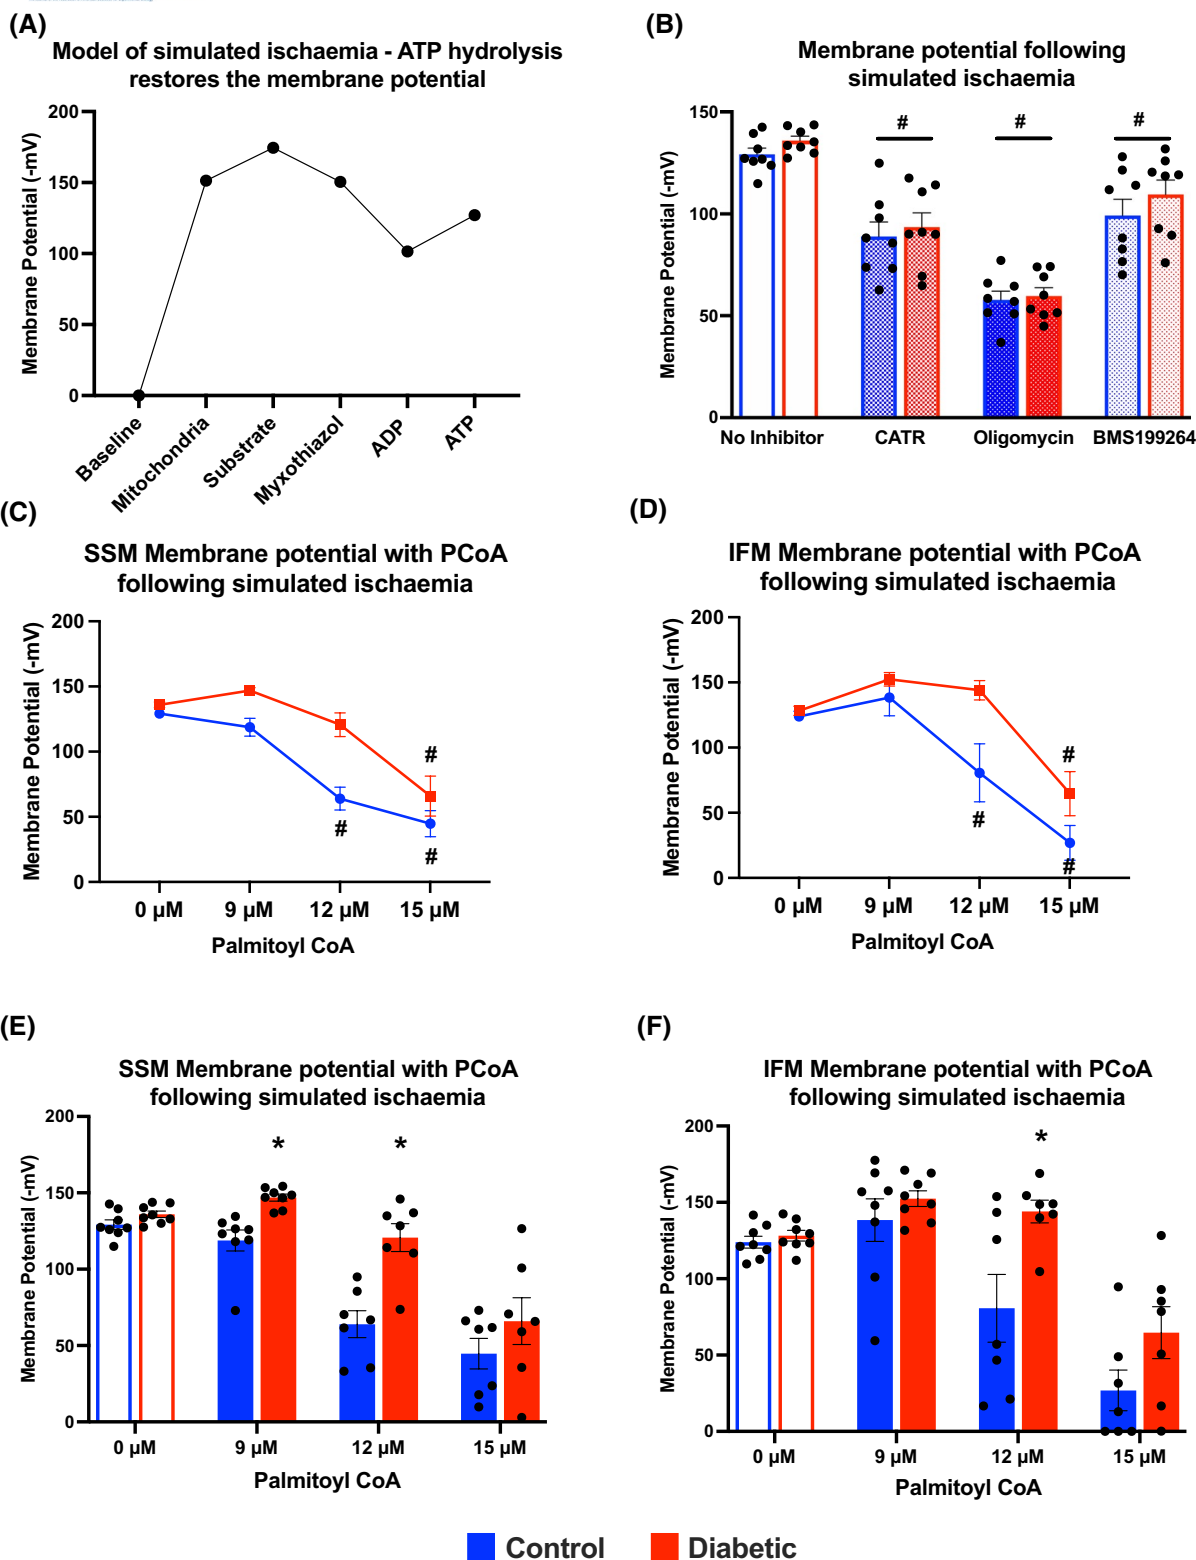 (A)
Model of simulated ischaemia - ATP hydrolysis
restores the membrane potential
Membrane Potential (-mV)
200
150
100
50
0
Baseline
Mitochondria
Substrate
Myxothiazol
ADP
ATP
(B)
Membrane potential following
simulated ischaemia
Membrane Potential (-mV)
150
100
50
0
#
#
#
No Inhibitor
CATR
Oligomycin
BMS199264
(C)
SSM Membrane potential with PCoA
following simulated ischaemia
Membrane Potential (-mV)
200
150
100
50
0
#
#
#
0 µM
9 µM
12 µM
15 µM
Palmitoyl CoA
(D)
IFM Membrane potential with PCoA
following simulated ischaemia
Membrane Potential (-mV)
200
150
100
50
0
#
#
#
0 µM
9 µM
12 µM
15 µM
Palmitoyl CoA
(E)
SSM Membrane potential with PCoA
following simulated ischaemia
Membrane Potential (-mV)
200
150
100
50
0
*
*
0 µM
9 µM
12 µM
15 µM
Palmitoyl CoA
(F)
IFM Membrane potential with PCoA
following simulated ischaemia
Membrane Potential (-mV)
200
150
100
50
0
*
0 µM
9 µM
12 µM
15 µM
Palmitoyl CoA
Control
Diabetic